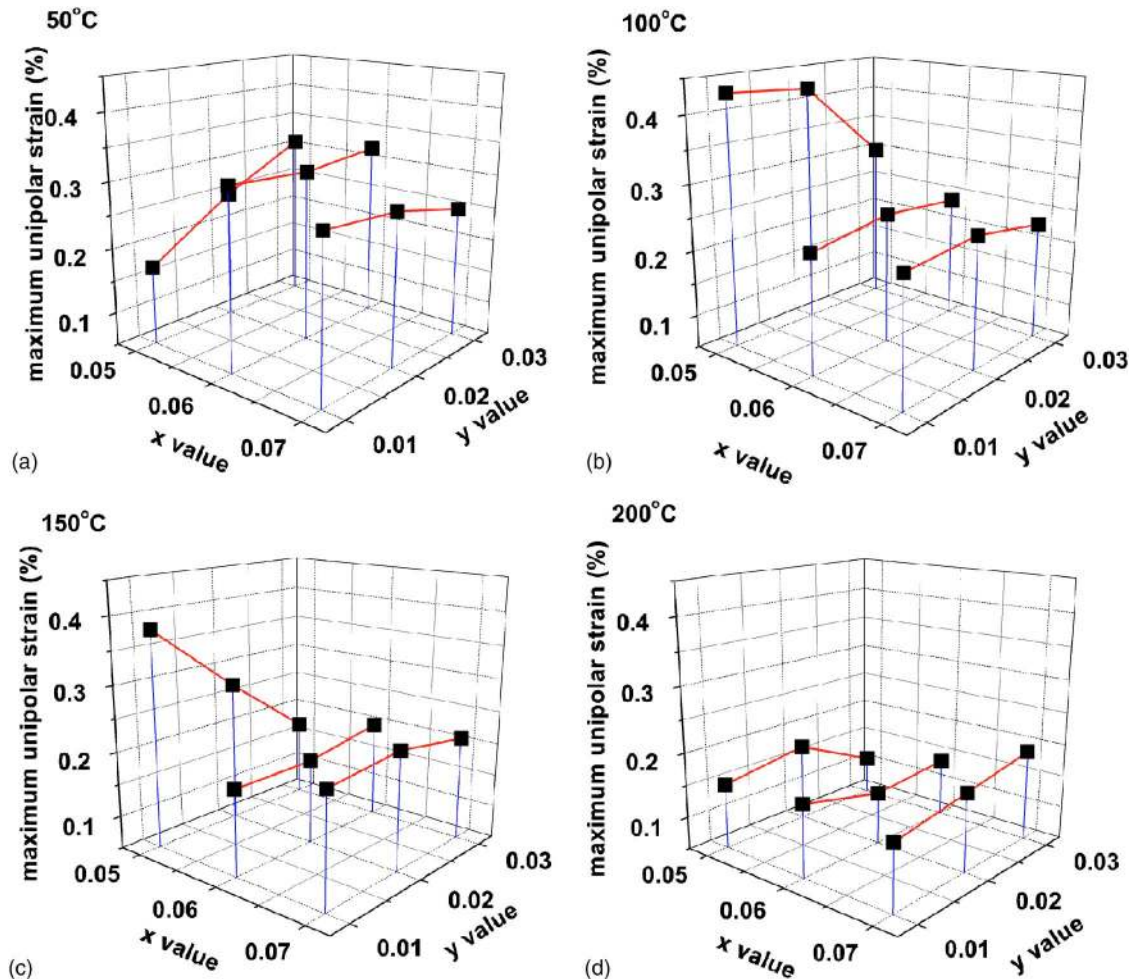 50°C
maximum unipolar strain (%)
0.4
0.3
0.2
0.1
0.05
0.06
0.07
x value
0.01
0.02
0.03
y value
(a)
100°C
maximum unipolar strain (%)
0.4
0.3
0.2
0.1
0.05
0.06
0.07
x value
0.01
0.02
0.03
y value
(b)
150°C
maximum unipolar strain (%)
0.4
0.3
0.2
0.1
0.05
0.06
0.07
x value
0.01
0.02
0.03
y value
(c)
200°C
maximum unipolar strain (%)
0.4
0.3
0.2
0.1
0.05
0.06
0.07
x value
0.01
0.02
0.03
y value
(d)